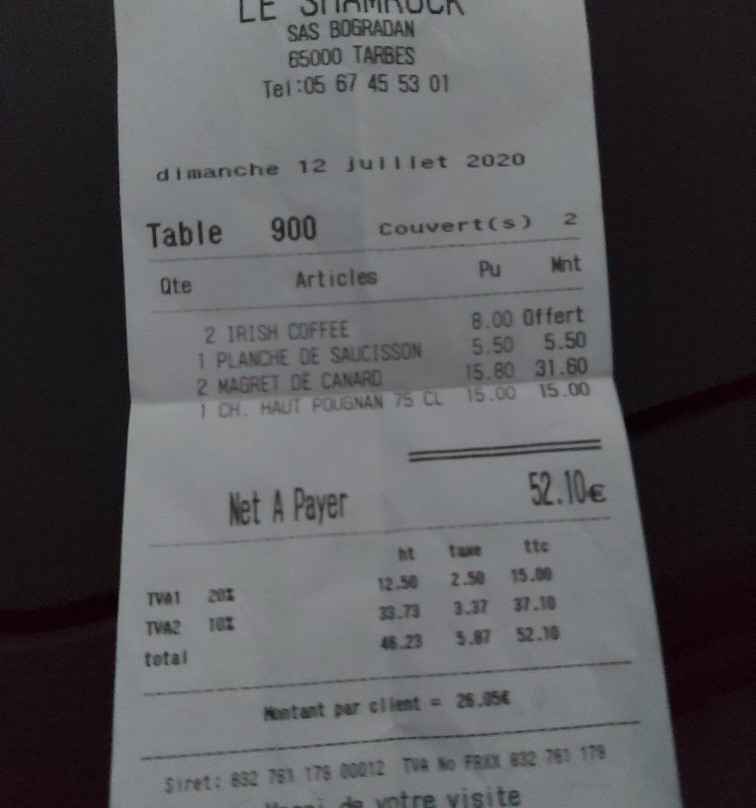 LE SHAMROCK
SAS BOGRADAN
65000 TARBES
Tel:05 67 45 53 01
dimanche 12 juillet 2020
Table 900 Couvert(s) 2
Qte Articles Pu Mnt
2 IRISH COFFEE 8.00 Offert
1 PLANCHE DE SAUCISSON 5.50 5.50
2 MAGRET DE CANARD 15.80 31.60
1 CH. HAUT POUGNAN 75 CL 15.00 15.00
Net A Payer 52.10€
ht taxe ttc
TVA1 20% 12.50 2.50 15.00
TVA2 10% 33.73 3.37 37.10
total 46.23 5.87 52.10
Montant par client = 26.05€
Siret: 832 761 178 00012 TVA No FRXX 832 761 178
Merci de votre visite